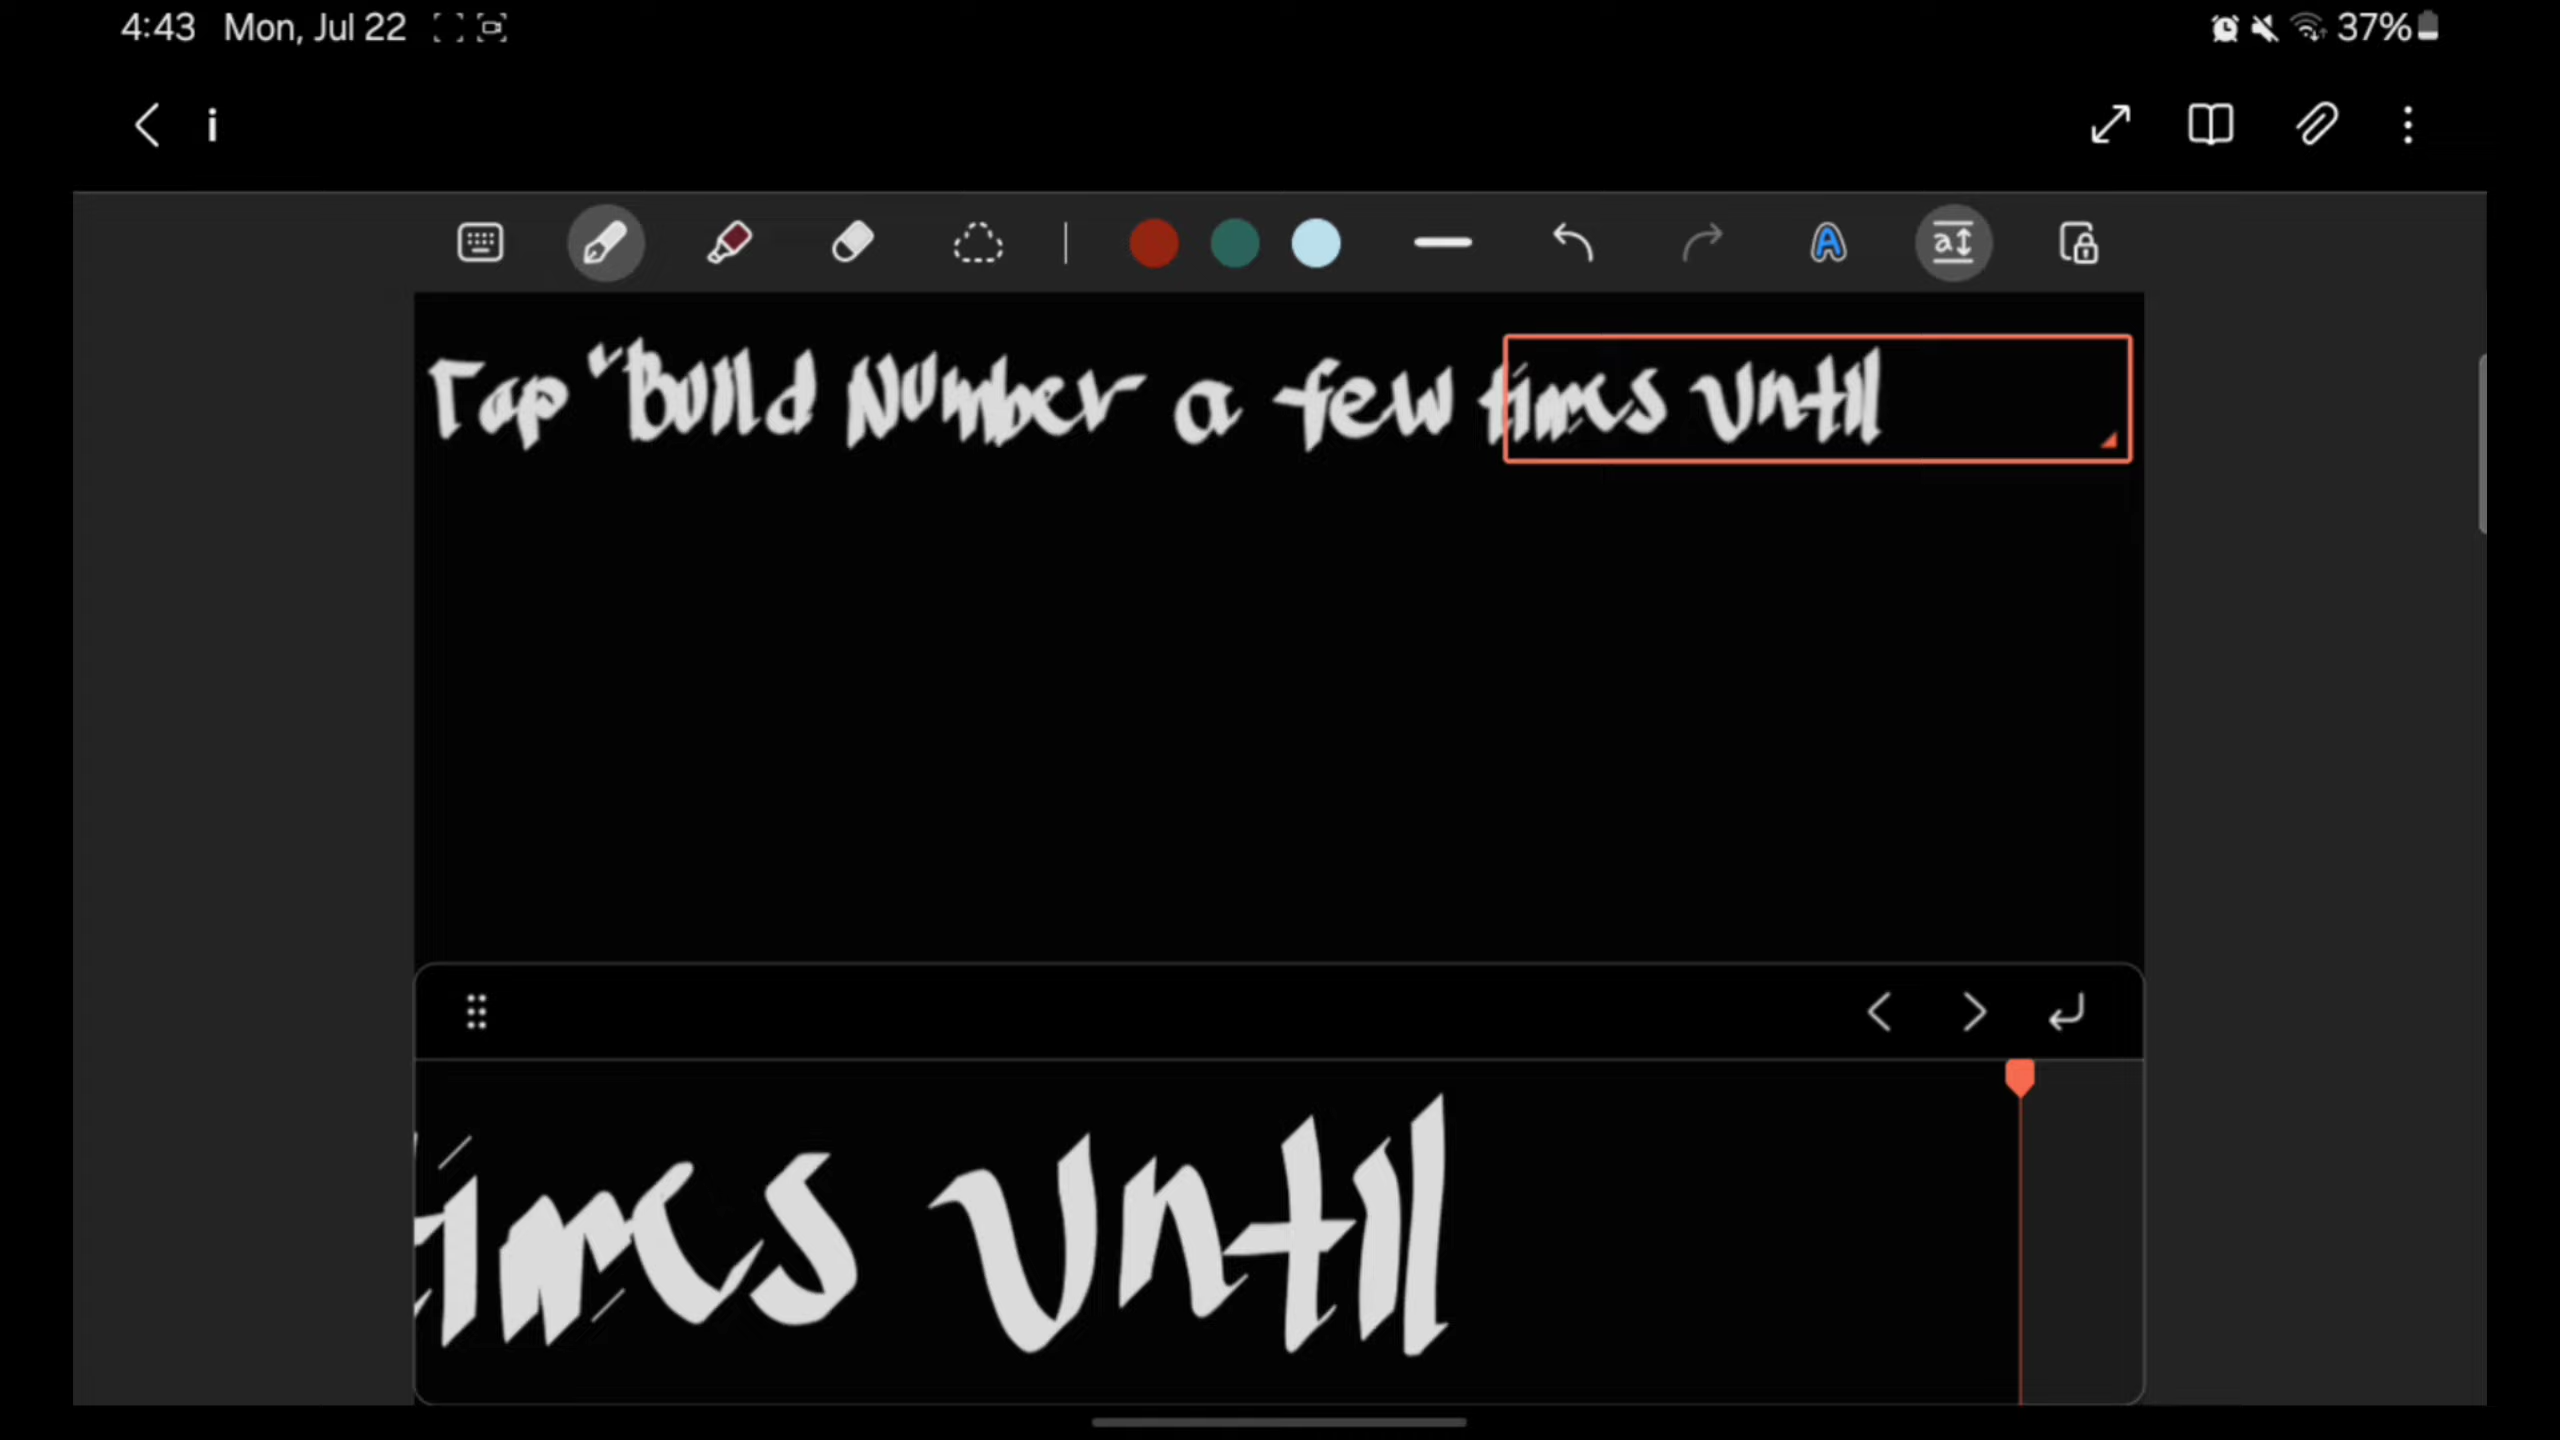 4:43 Mon, Jul 22 37%
i
A a
Tap "Build Number a few times Until
times Until